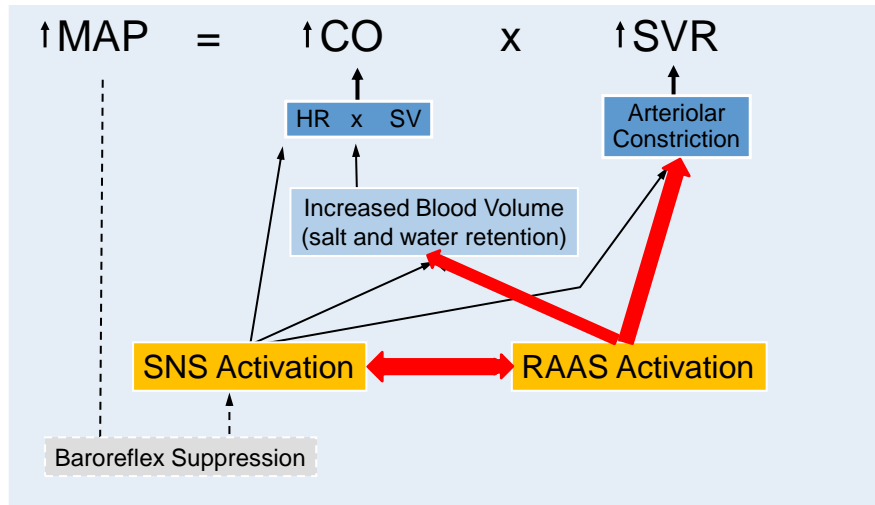 ↑MAP = ↑CO x ↑SVR
HR x SV
Arteriolar
Constriction
Increased Blood Volume
(salt and water retention)
SNS Activation
RAAS Activation
Baroreflex Suppression